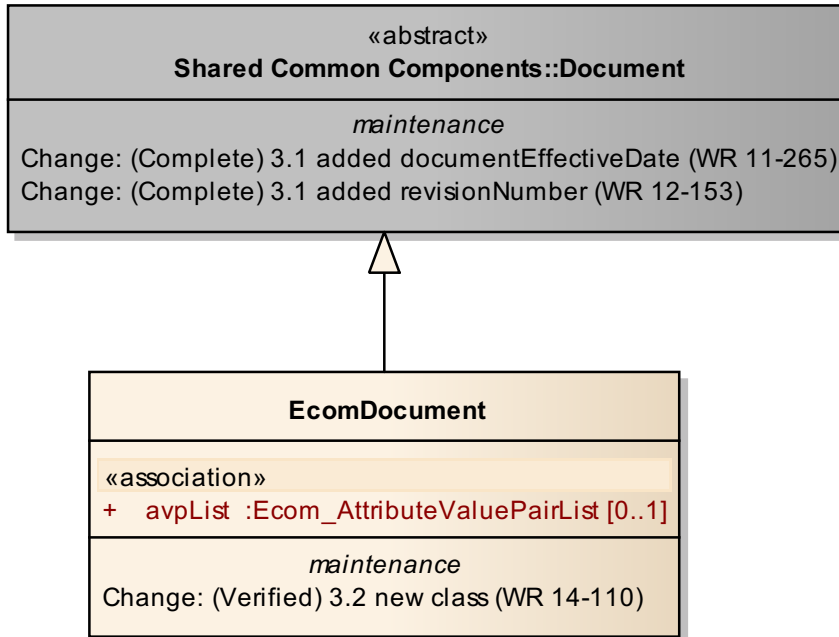 «abstract»
Shared Common Components::Document
maintenance
Change: (Complete) 3.1 added documentEffectiveDate (WR 11-265)
Change: (Complete) 3.1 added revisionNumber (WR 12-153)
EcomDocument
«association»
+ avpList :Ecom_AttributeValuePairList [0..1]
maintenance
Change: (Verified) 3.2 new class (WR 14-110)